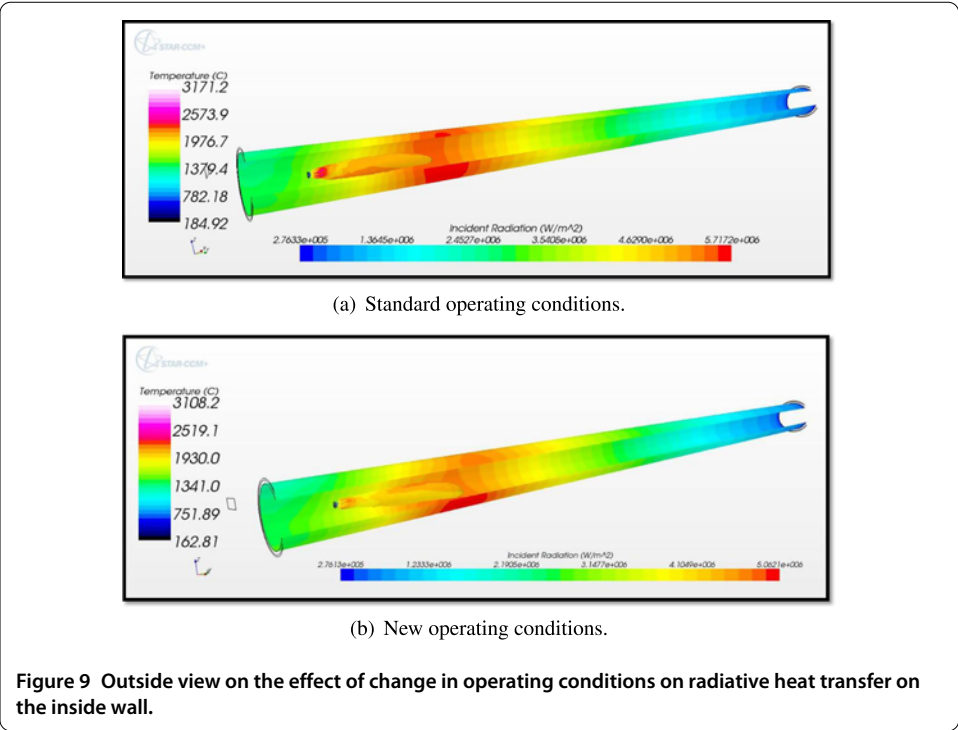 STAR-CCM+
Temperature (C)
3171.2
2573.9
1976.7
1379.4
782.18
184.92
Incident Radiation (W/m^2)
2.7633e+005 1.3645e+006 2.4527e+006 3.5408e+006 4.6290e+006 5.7172e+006
(a) Standard operating conditions.
STAR-CCM+
Temperature (C)
3108.2
2519.1
1930.0
1341.0
751.89
162.81
Incident Radiation (W/m^2)
2.7613e+005 1.2333e+006 2.1905e+006 3.1477e+006 4.1049e+006 5.0621e+006
(b) New operating conditions.
Figure 9 Outside view on the effect of change in operating conditions on radiative heat transfer on
the inside wall.